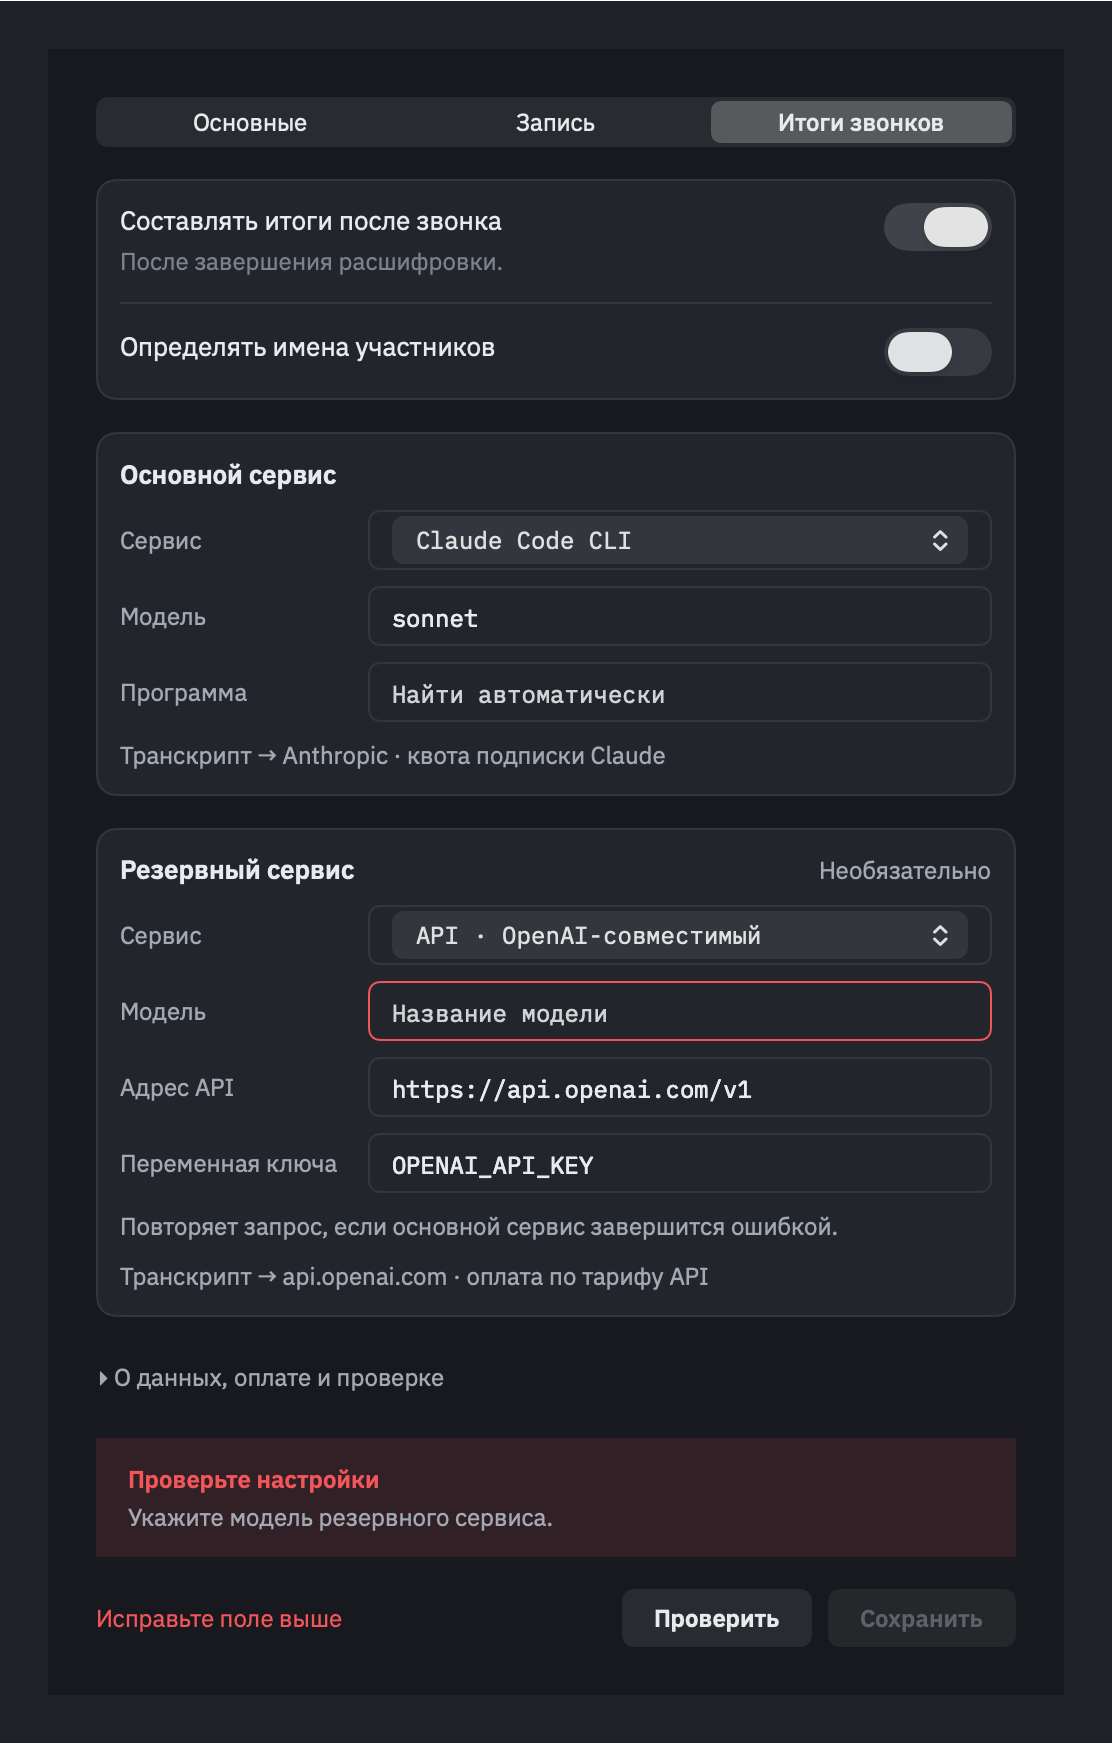 Основные
Запись
Итоги звонков
Составлять итоги после звонка
После завершения расшифровки.
Определять имена участников
Основной сервис
Сервис
Claude Code CLI
Модель
sonnet
Программа
Найти автоматически
Транскрипт → Anthropic · квота подписки Claude
Резервный сервис
Необязательно
Сервис
API · OpenAI-совместимый
Модель
Название модели
Адрес API
https://api.openai.com/v1
Переменная ключа
OPENAI_API_KEY
Повторяет запрос, если основной сервис завершится ошибкой.
Транскрипт → api.openai.com · оплата по тарифу API
О данных, оплате и проверке
Проверьте настройки
Укажите модель резервного сервиса.
Исправьте поле выше
Проверить
Сохранить